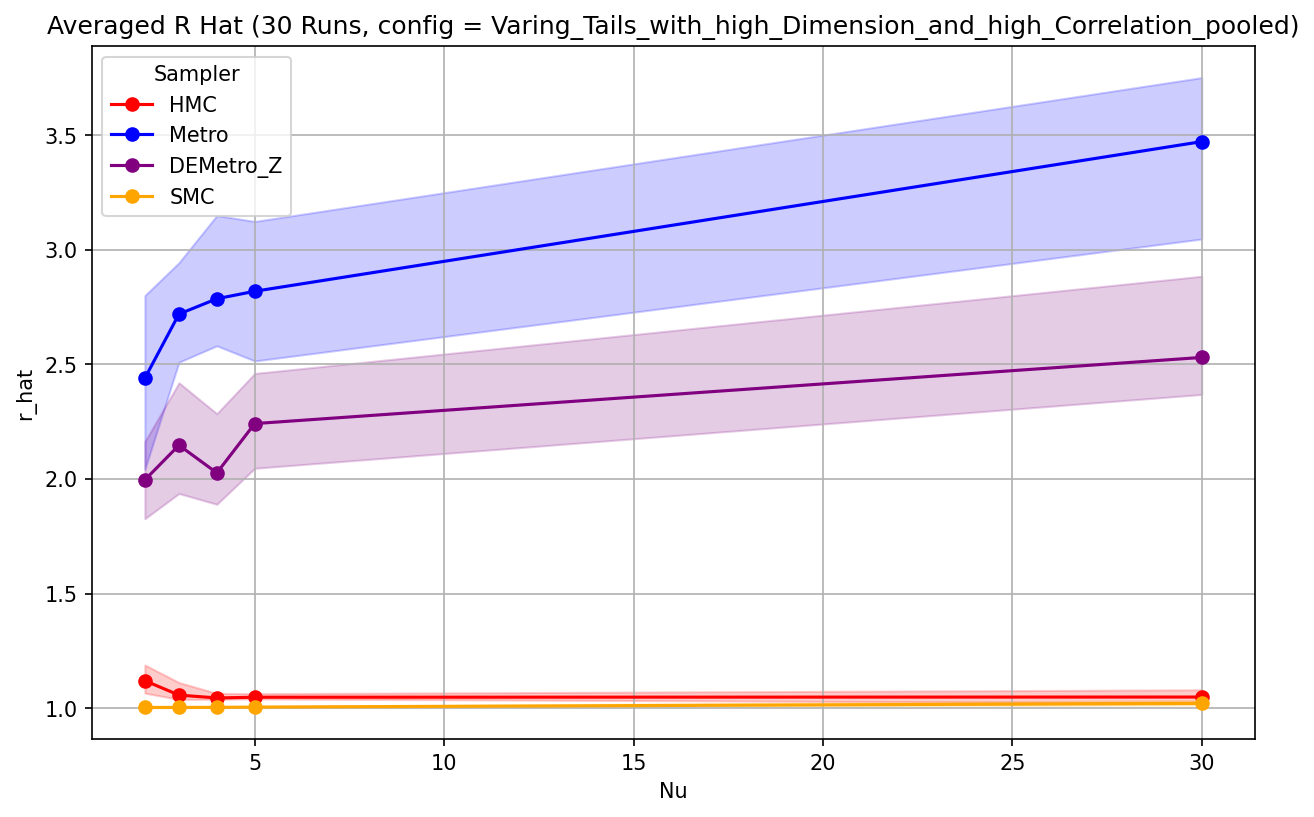 Averaged R Hat (30 Runs, config = Varing_Tails_with_high_Dimension_and_high_Correlation_pooled)
Sampler
HMC
Metro
DEMetro_Z
SMC
r_hat
3.5
3.0
2.5
2.0
1.5
1.0
5
10
15
20
25
30
Nu